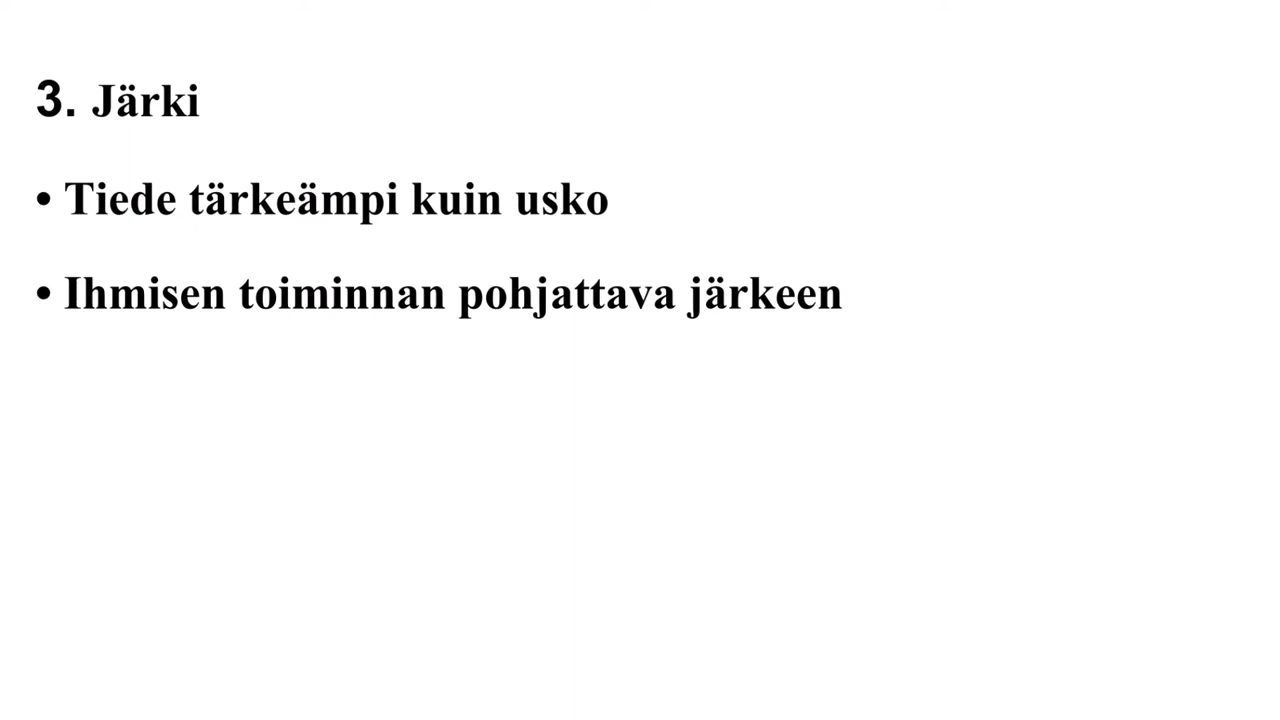 3. Järki
• Tiede tärkeämpi kuin usko
• Ihmisen toiminnan pohjattava järkeen